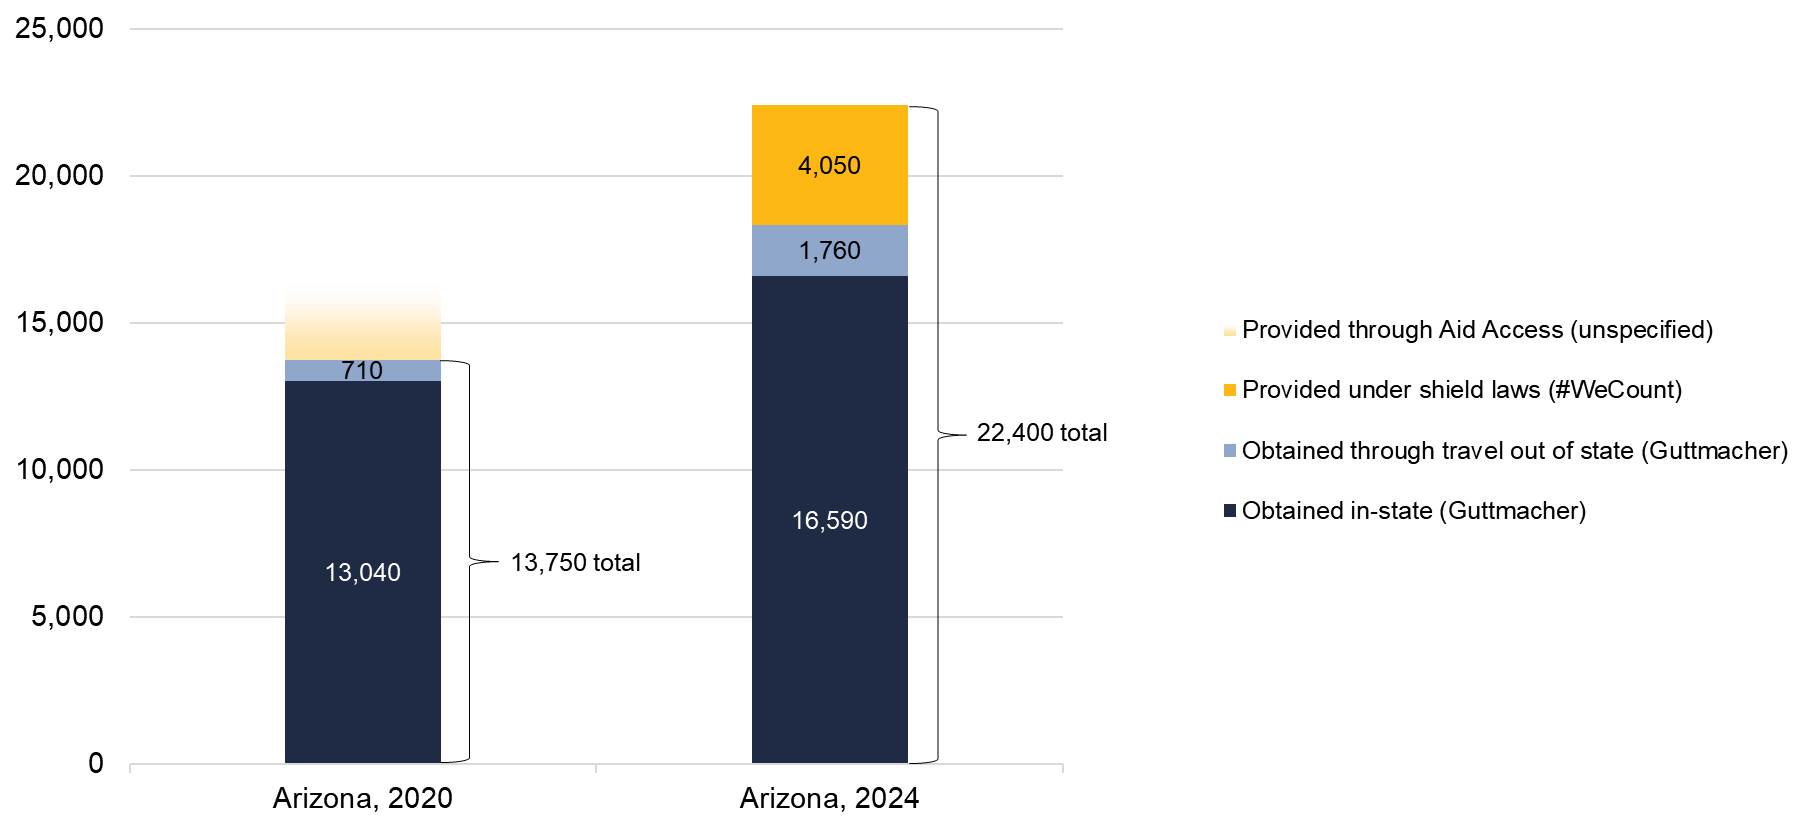 25,000
20,000
15,000
10,000
5,000
0
4,050
1,760
16,590
22,400 total
710
13,040
13,750 total
Arizona, 2020
Arizona, 2024
Provided through Aid Access (unspecified)
Provided under shield laws (#WeCount)
Obtained through travel out of state (Guttmacher)
Obtained in-state (Guttmacher)